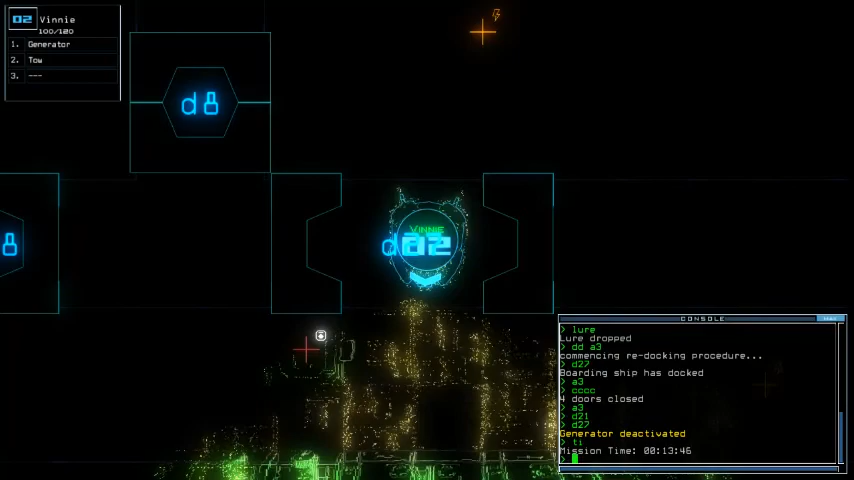 02 Vinnie
100/100
1. Generator
2. Tow
3. ---
d8
Vinnie
02
CONSOLE
> lure
Lure dropped
> dd a3
commencing re-docking procedure...
> d27
Boarding ship has docked
> a3
> cccc
4 doors closed
> a3
> d21
> d27
Generator deactivated
> ti
Mission Time: 00:13:46
>